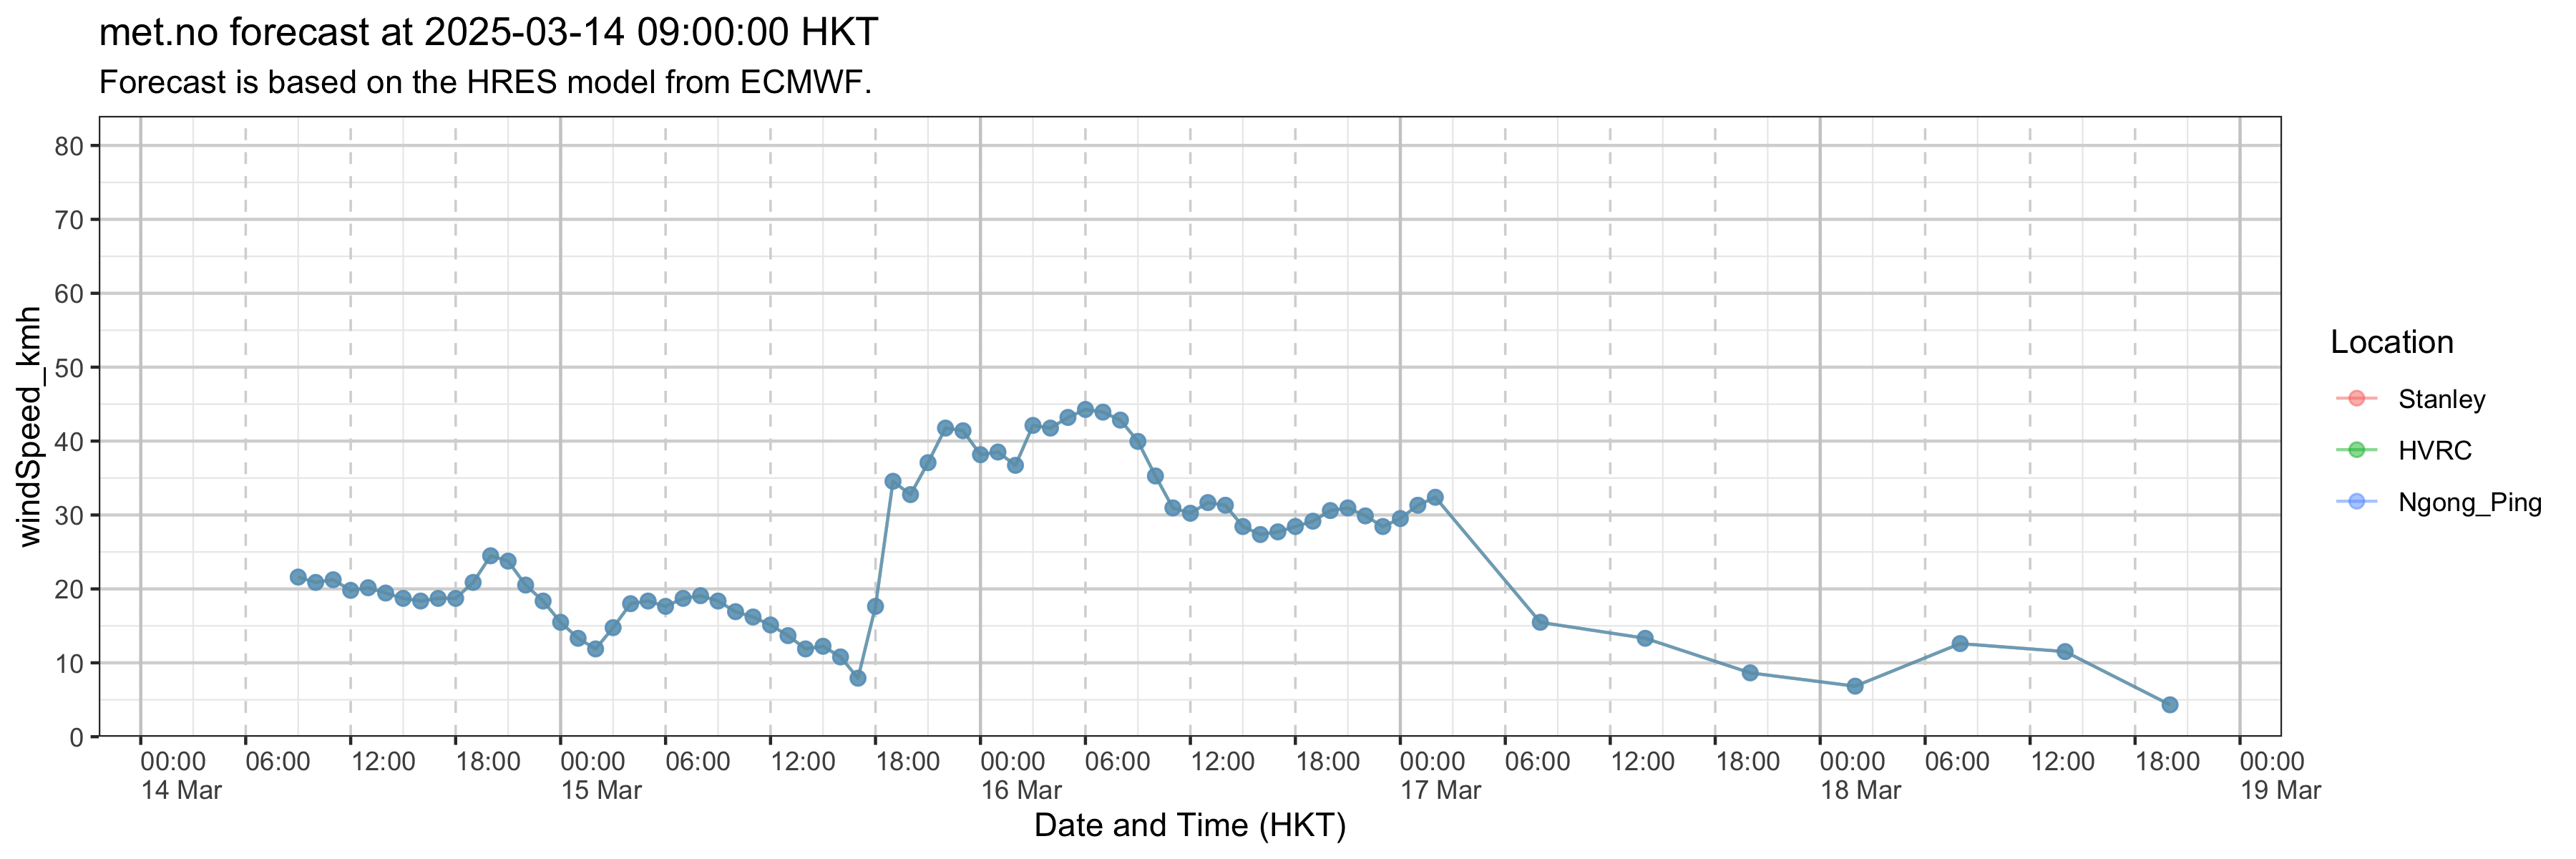 met.no forecast at 2025-03-14 09:00:00 HKT
Forecast is based on the HRES model from ECMWF.
windSpeed_kmh
80
70
60
50
40
30
20
10
0
00:00 06:00 12:00 18:00 00:00 06:00 12:00 18:00 00:00 06:00 12:00 18:00 00:00 06:00 12:00 18:00 00:00 06:00 12:00 18:00 00:00
14 Mar 15 Mar 16 Mar 17 Mar 18 Mar 19 Mar
Date and Time (HKT)
Location
Stanley
HVRC
Ngong_Ping